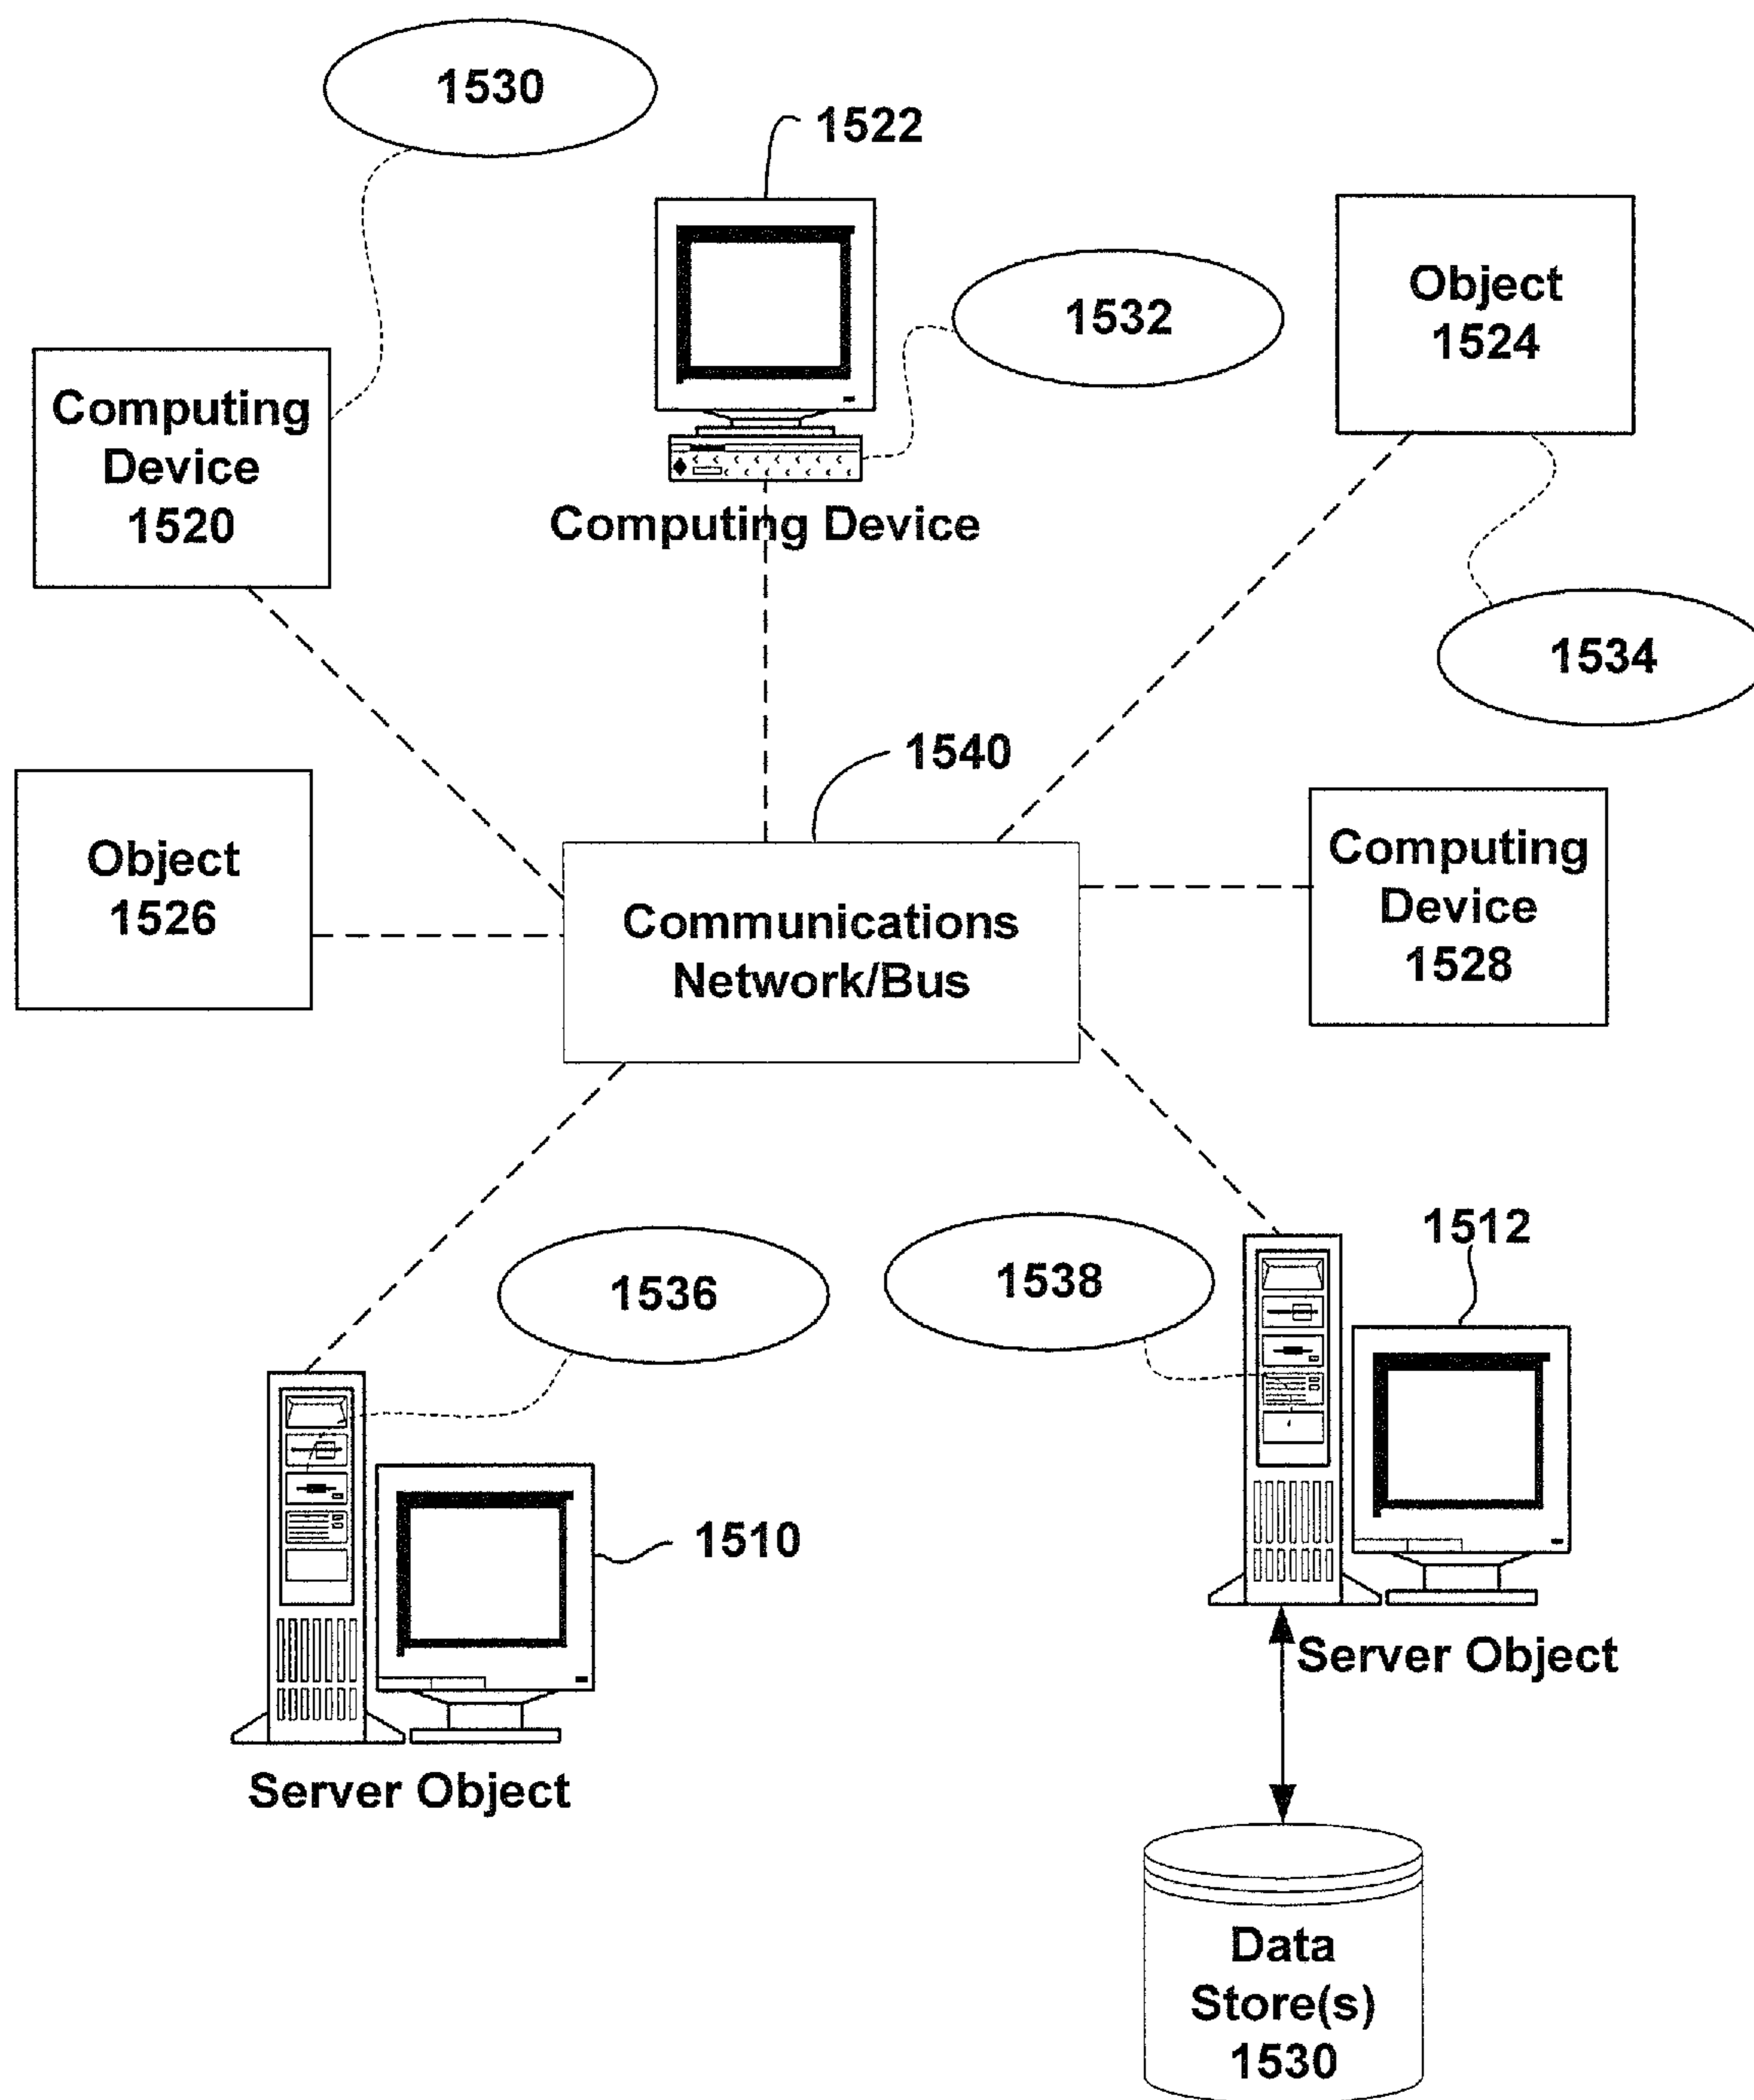 1530
1522
1532
Object
1524
Computing
Device
1520
Computing Device
1534
1540
Object
1526
Communications
Network/Bus
Computing
Device
1528
1536
1538
1512
1510
Server Object
Server Object
Data
Store(s)
1530